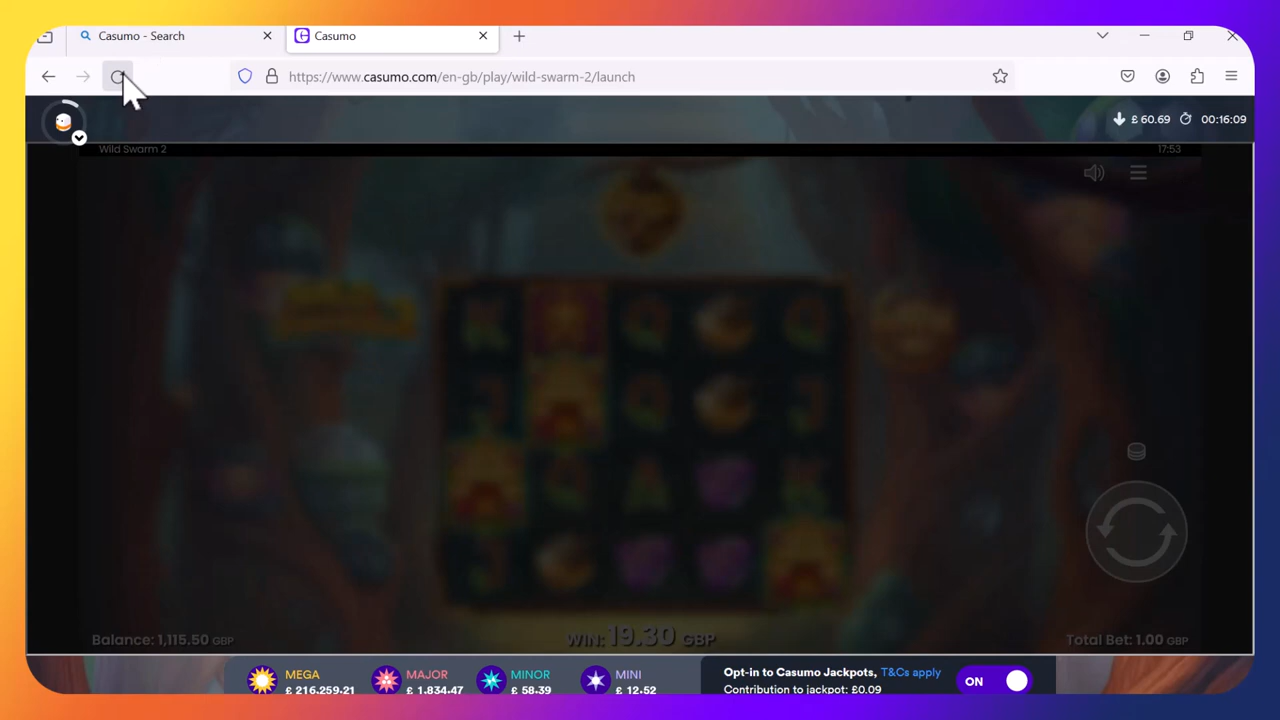 Casumo - Search
Casumo
https://www.casumo.com/en-gb/play/wild-swarm-2/launch
£ 60.69
00:16:09
Wild Swarm 2
17:53
K Q Q
J Q J
Q A K
J
Balance: 1,115.50 GBP
WIN: 19.30 GBP
Total Bet: 1.00 GBP
MEGA
£ 216,259.21
MAJOR
£ 1,834.47
MINOR
£ 58.39
MINI
£ 12.52
Opt-in to Casumo Jackpots, T&Cs apply
Contribution to jackpot: £0.09
ON